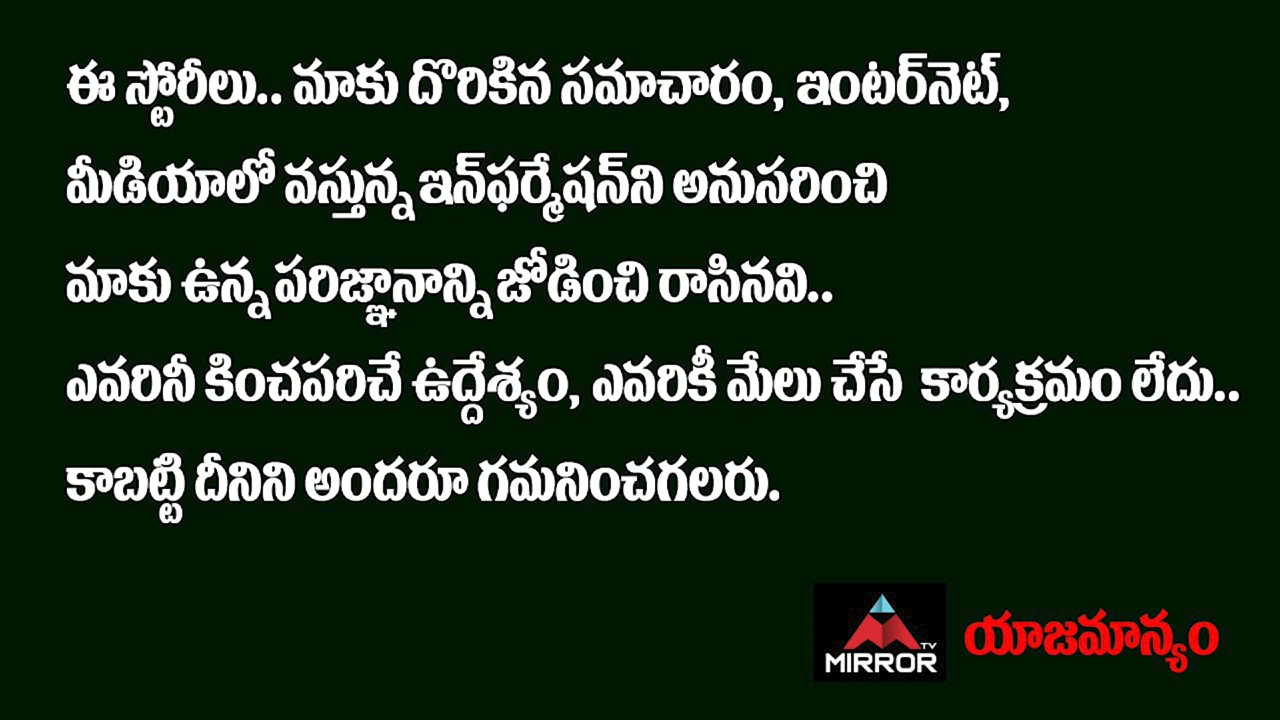 ఈ స్టోరీలు.. మాకు దొరికిన సమాచారం, ఇంటర్‌నెట్,
మీడియాలో వస్తున్న ఇన్‌ఫర్మేషన్‌ని అనుసరించి
మాకు ఉన్న పరిజ్ఞానాన్ని జోడించి రాసినవి..
ఎవరినీ కించపరిచే ఉద్దేశ్యం, ఎవరికీ మేలు చేసే కార్యక్రమం లేదు..
కాబట్టి దీనిని అందరూ గమనించగలరు.
MIRROR TV యాజమాన్యం